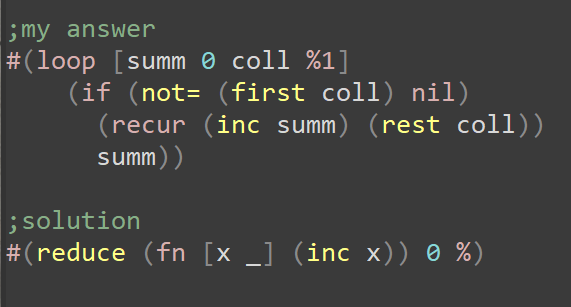 ;my answer
#(loop [summ 0 coll %1]
    (if (not= (first coll) nil)
      (recur (inc summ) (rest coll))
      summ))

;solution
#(reduce (fn [x _] (inc x)) 0 %)